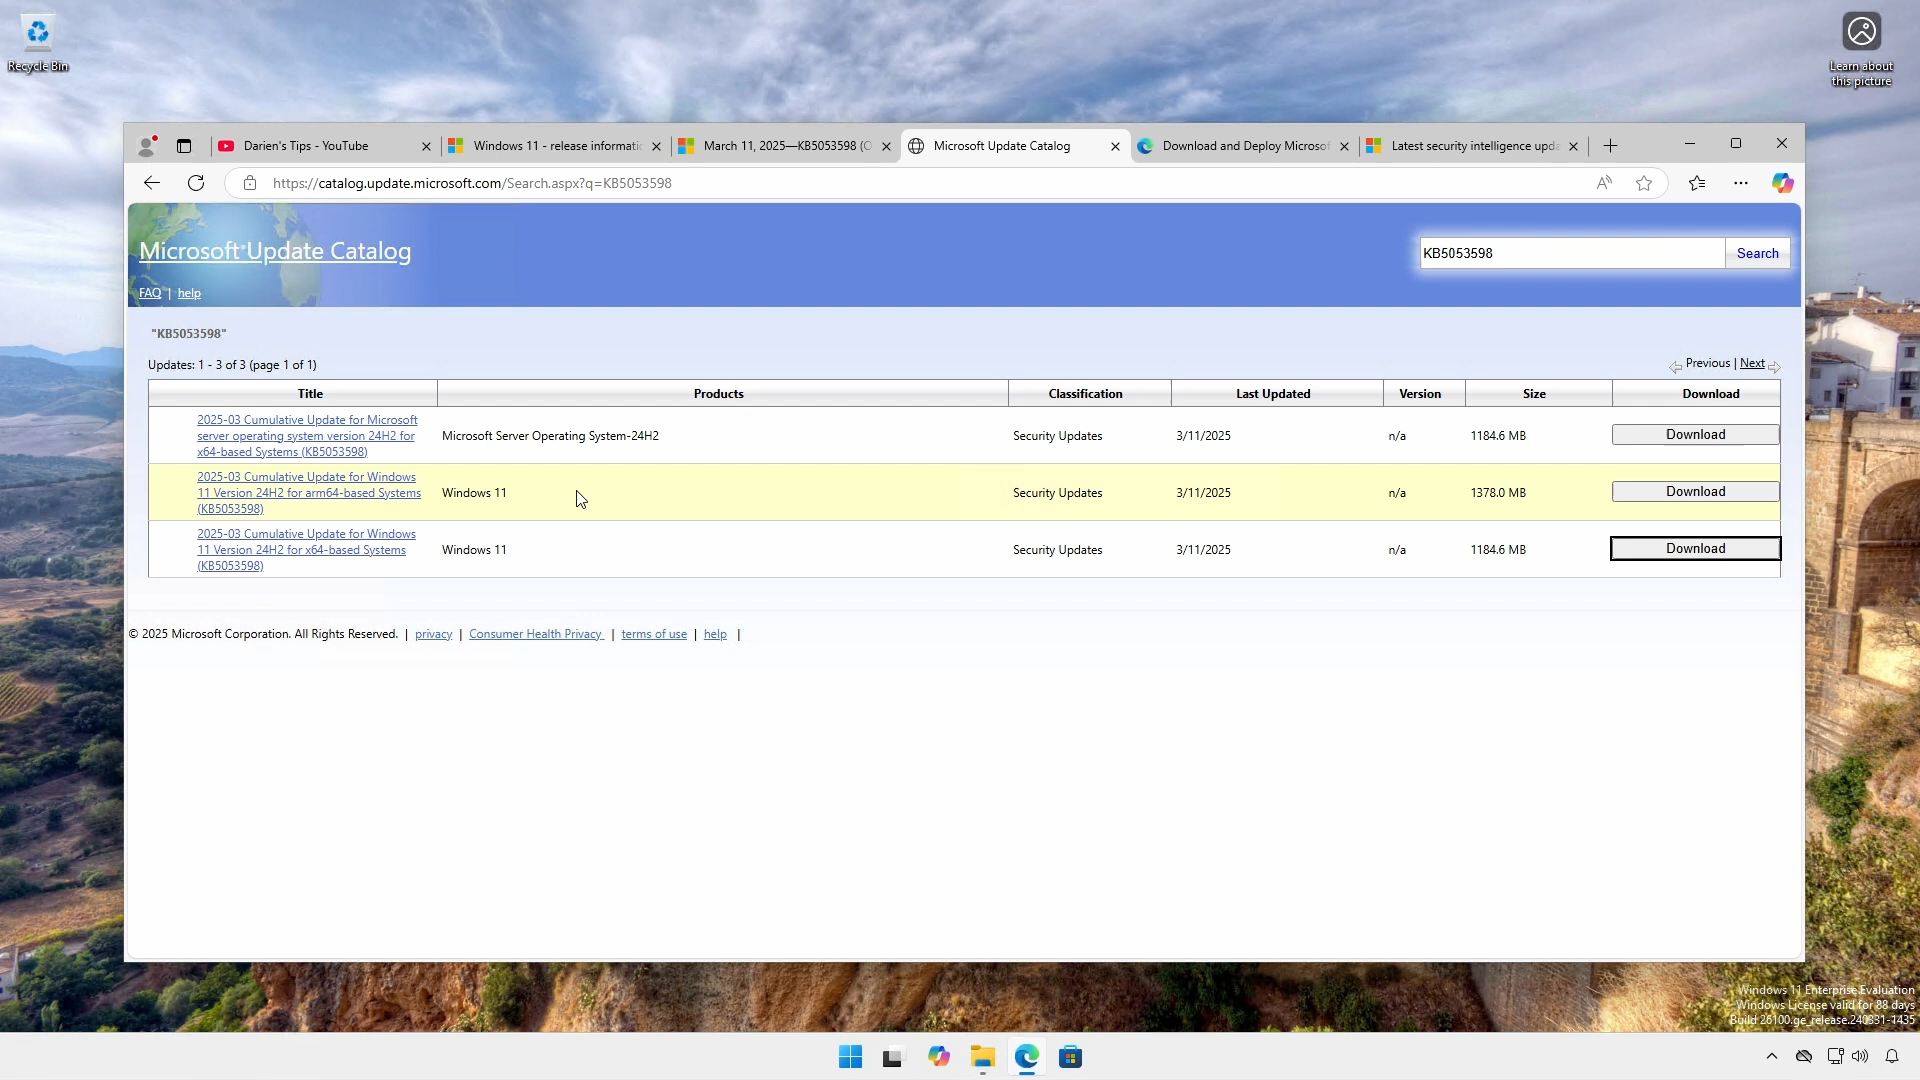 Recycle Bin
Learn about
this picture
Darien's Tips - YouTube
Windows 11 - release informatio
March 11, 2025—KB5053598 (O
Microsoft Update Catalog
Download and Deploy Microsof
Latest security intelligence upda
https://catalog.update.microsoft.com/Search.aspx?q=KB5053598
Microsoft Update Catalog
KB5053598
Search
FAQ | help
"KB5053598"
Updates: 1 - 3 of 3 (page 1 of 1)
Previous | Next
Title Products Classification Last Updated Version Size Download
2025-03 Cumulative Update for Microsoft
server operating system version 24H2 for
x64-based Systems (KB5053598)
Microsoft Server Operating System-24H2 Security Updates 3/11/2025 n/a 1184.6 MB Download
2025-03 Cumulative Update for Windows
11 Version 24H2 for arm64-based Systems
(KB5053598)
Windows 11 Security Updates 3/11/2025 n/a 1378.0 MB Download
2025-03 Cumulative Update for Windows
11 Version 24H2 for x64-based Systems
(KB5053598)
Windows 11 Security Updates 3/11/2025 n/a 1184.6 MB Download
© 2025 Microsoft Corporation. All Rights Reserved. | privacy | Consumer Health Privacy | terms of use | help |
Windows 11 Enterprise Evaluation
Windows License valid for 88 days
Build 26100.ge_release.240331-1435